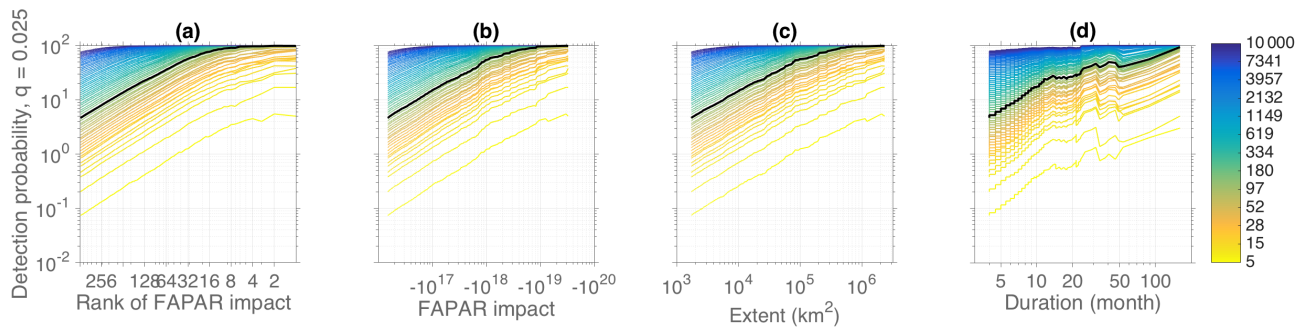 (a) (b) (c) (d)
Detection probability, q = 0.025
10² 10¹ 10⁰ 10⁻¹ 10⁻²
256 128 64 32 16 8 4 2
Rank of FAPAR impact
-10¹⁷ -10¹⁸ -10¹⁹ -10²⁰
FAPAR impact
10³ 10⁴ 10⁵ 10⁶
Extent (km²)
5 10 20 50 100
Duration (month)
10 000
7341
3957
2132
1149
619
334
180
97
52
28
15
5